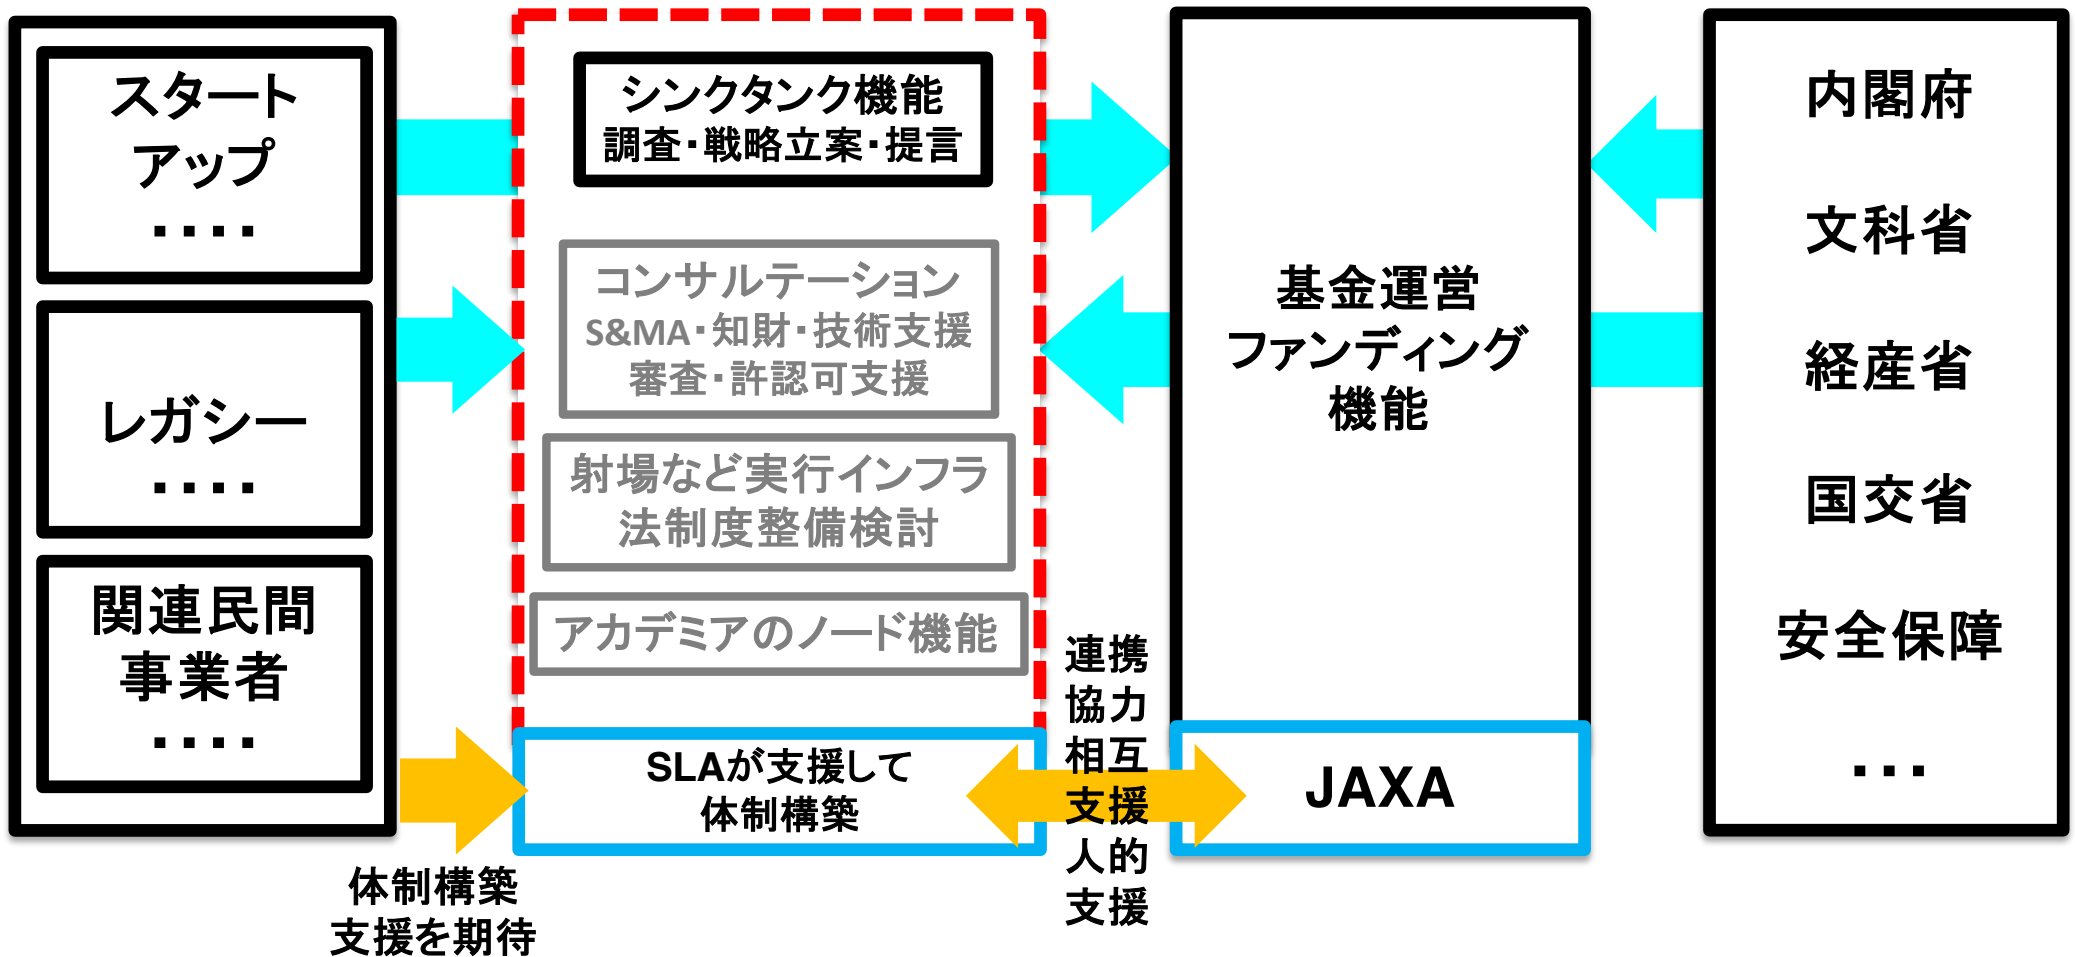 スタート
アップ
・・・・
レガシー
・・・・
関連民間
事業者
・・・・
体制構築
支援を期待
シンクタンク機能
調査・戦略立案・提言
コンサルテーション
S&MA・知財・技術支援
審査・許認可支援
射場など実行インフラ
法制度整備検討
アカデミアのノード機能
SLAが支援して
体制構築
連携
協力
相互
支援
人的
支援
基金運営
ファンディング
機能
JAXA
内閣府
文科省
経産省
国交省
安全保障
・・・